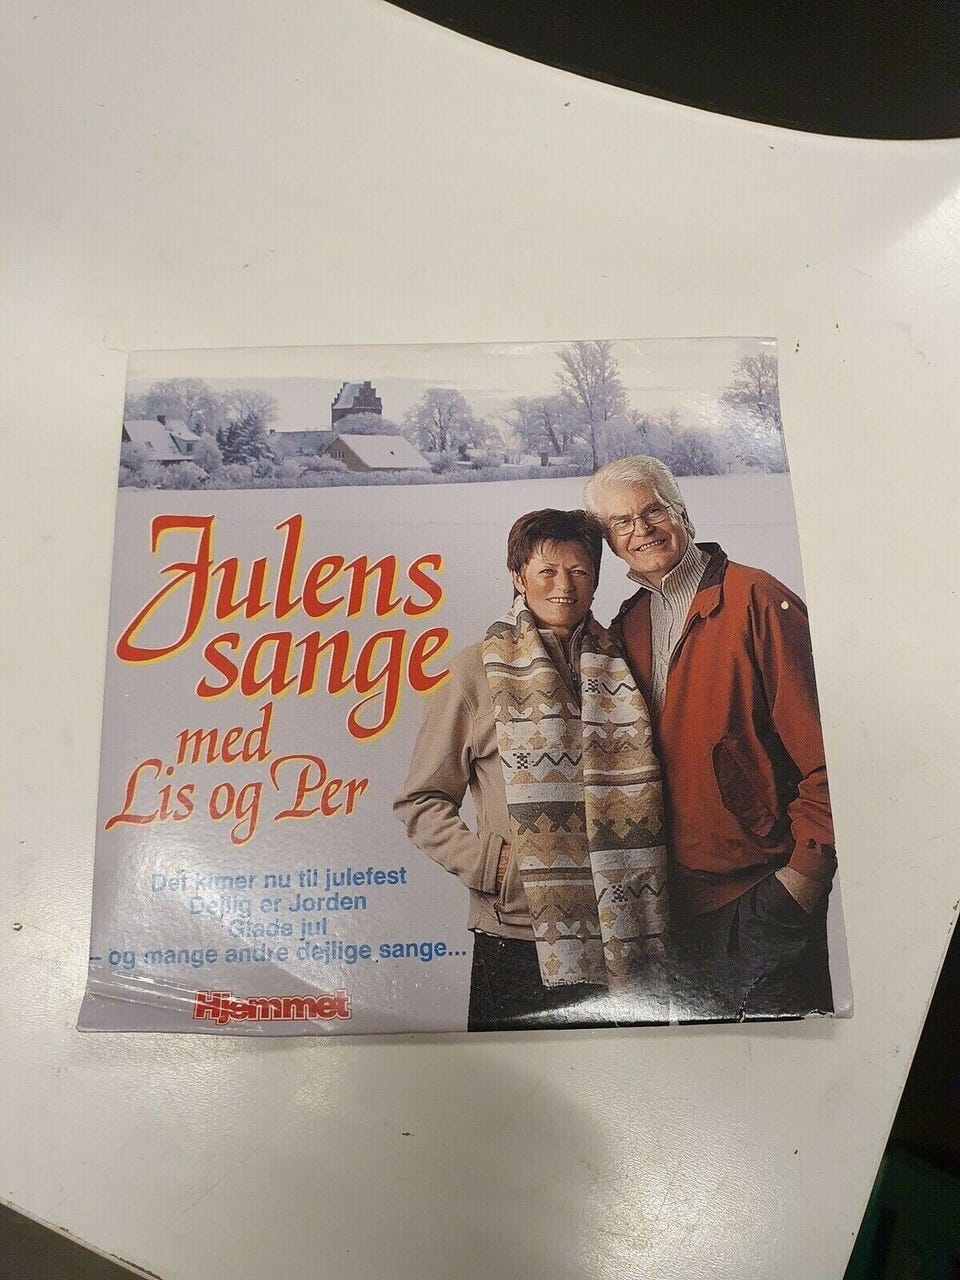 Julens
sange
med
Lis og Per
Det kimer nu til julefest
Dejlig er Jorden
Glade jul
- og mange andre dejlige sange...
Hjemmet